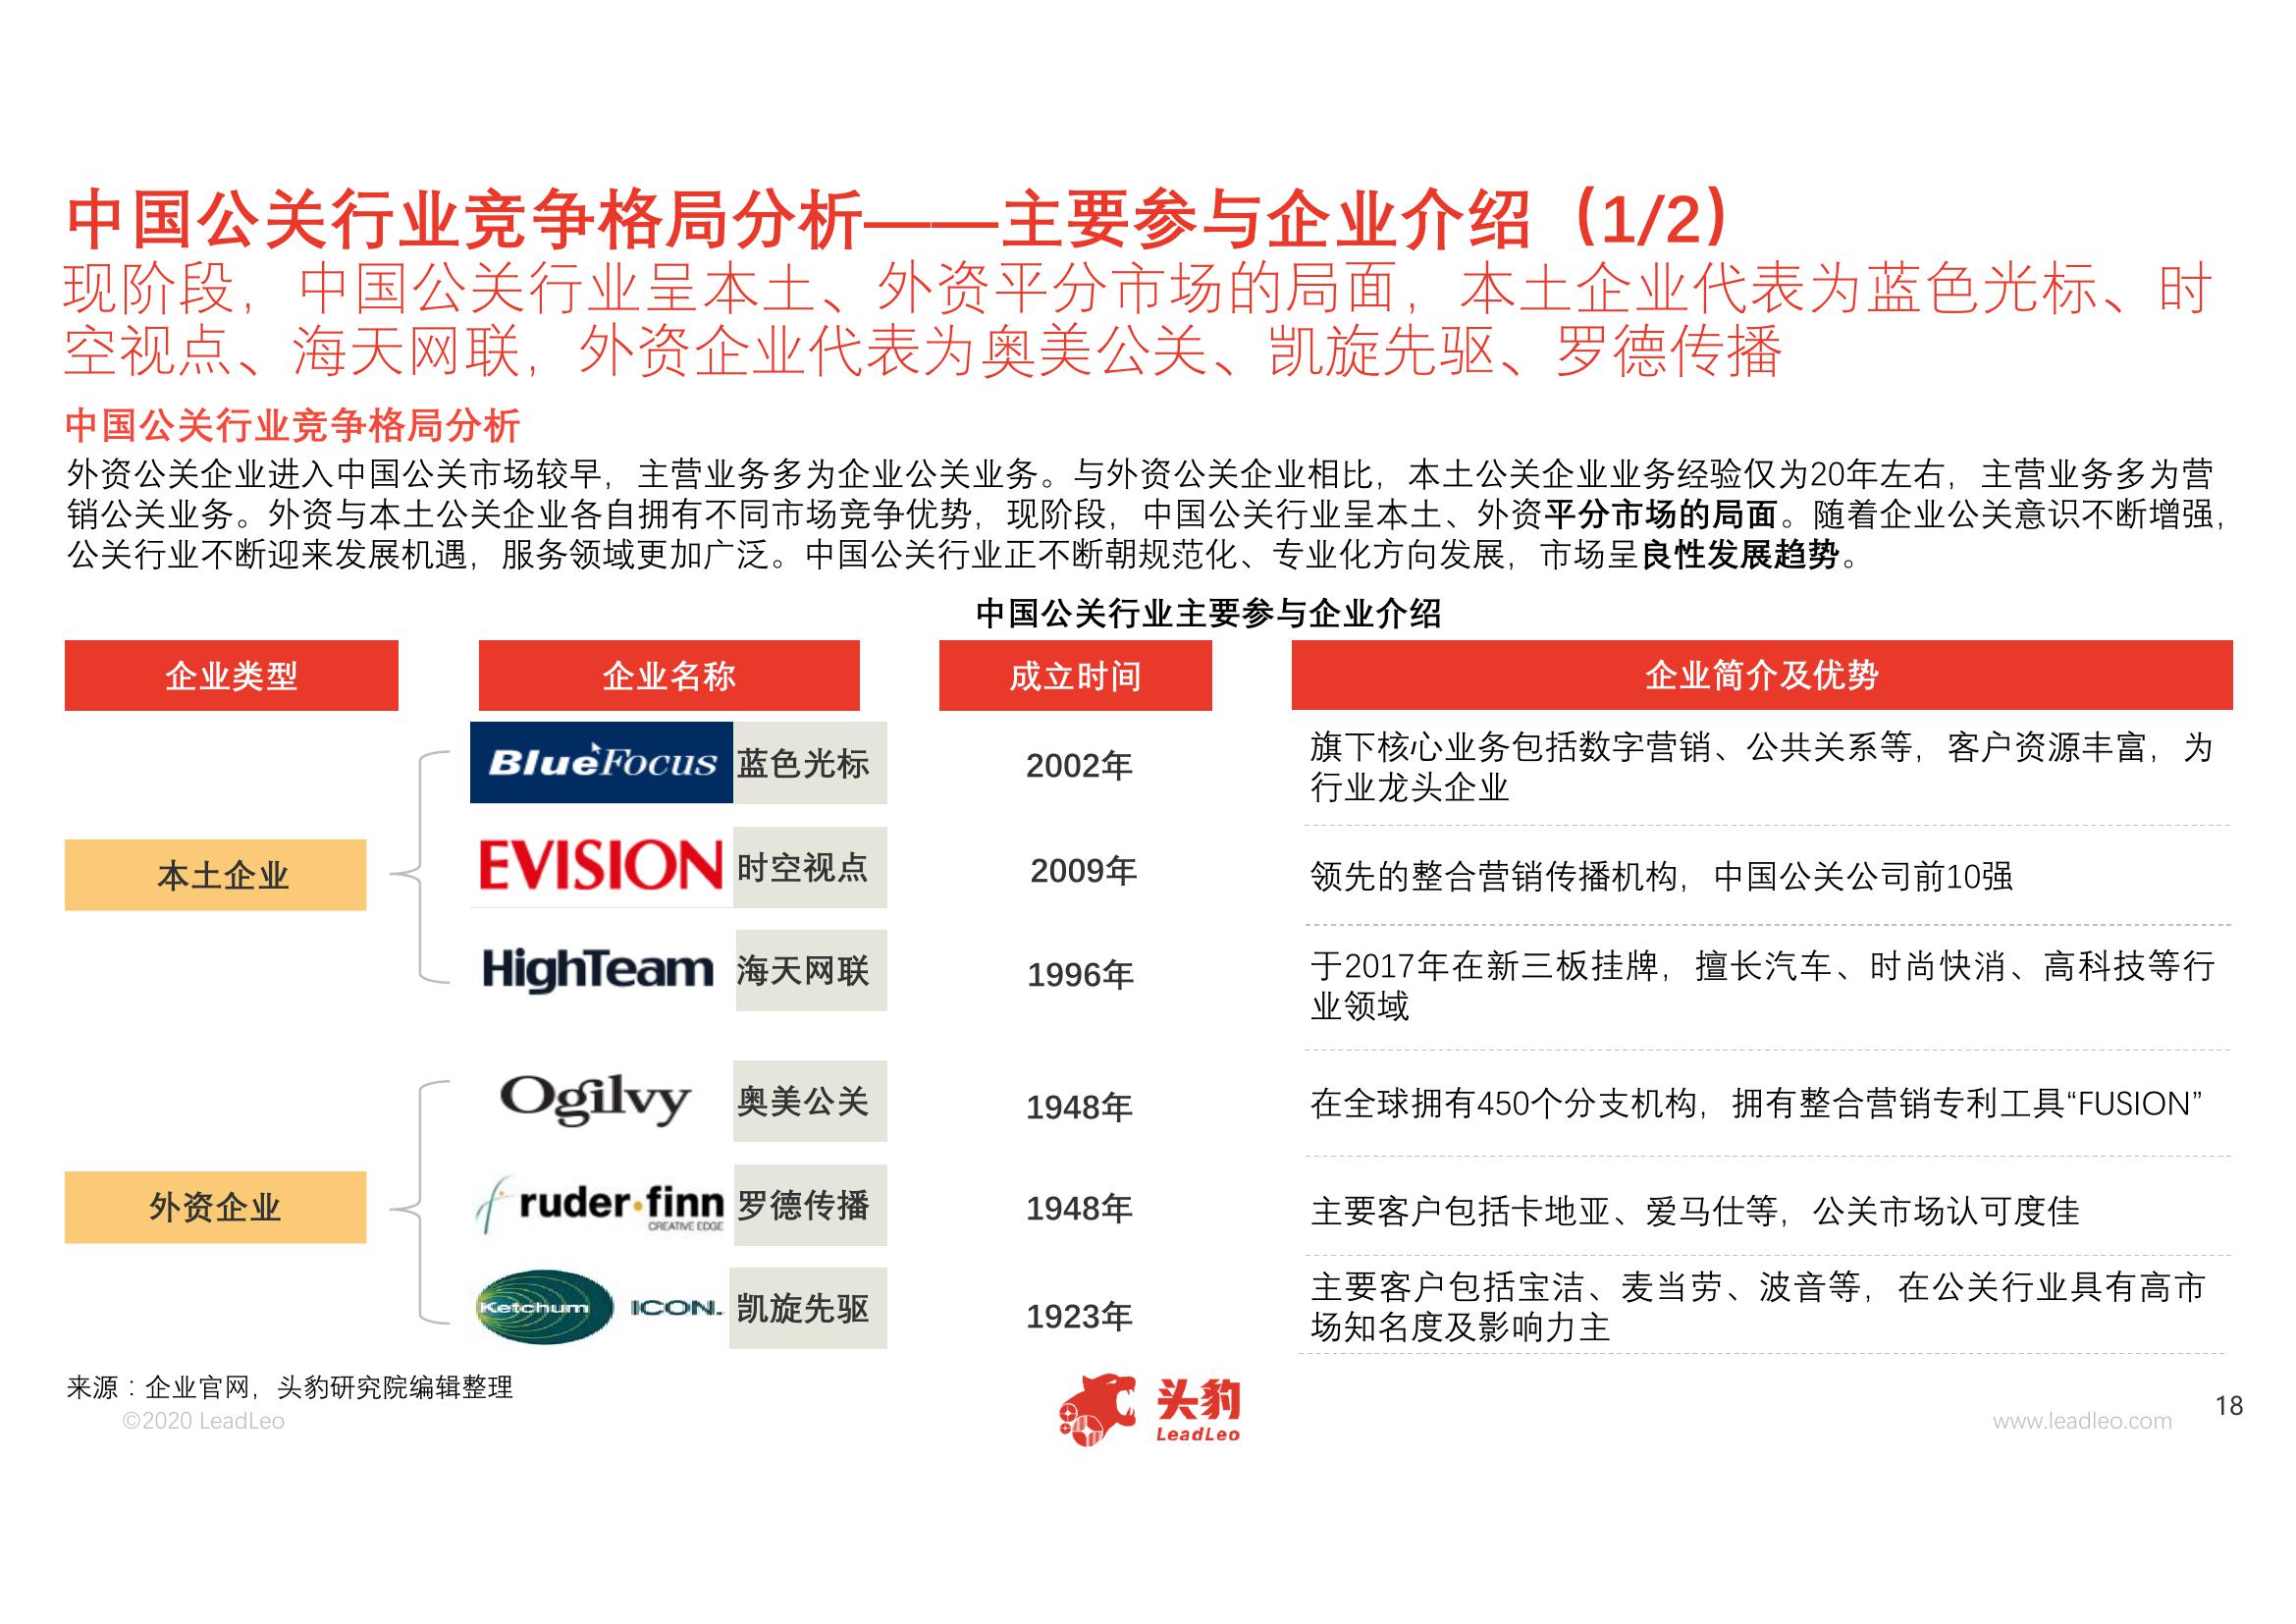 中国公关行业竞争格局分析——主要参与企业介绍（1/2）
现阶段，中国公关行业呈本土、外资平分市场的局面，本土企业代表为蓝色光标、时
空视点、海天网联，外资企业代表为奥美公关、凯旋先驱、罗德传播
中国公关行业竞争格局分析
外资公关企业进入中国公关市场较早，主营业务多为企业公关业务。与外资公关企业相比，本土公关企业业务经验仅为20年左右，主营业务多为营
销公关业务。外资与本土公关企业各自拥有不同市场竞争优势，现阶段，中国公关行业呈本土、外资平分市场的局面。随着企业公关意识不断增强，
公关行业不断迎来发展机遇，服务领域更加广泛。中国公关行业正不断朝规范化、专业化方向发展，市场呈良性发展趋势。
中国公关行业主要参与企业介绍
企业类型 企业名称 成立时间 企业简介及优势
本土企业
BlueFocus 蓝色光标 2002年
旗下核心业务包括数字营销、公共关系等，客户资源丰富，为
行业龙头企业
EVISION 时空视点 2009年 领先的整合营销传播机构，中国公关公司前10强
HighTeam 海天网联 1996年
于2017年在新三板挂牌，擅长汽车、时尚快消、高科技等行
业领域
外资企业
Ogilvy 奥美公关 1948年 在全球拥有450个分支机构，拥有整合营销专利工具“FUSION”
ruder·finn 罗德传播 1948年 主要客户包括卡地亚、爱马仕等，公关市场认可度佳
CREATIVE EDGE
Ketchum ICON. 凯旋先驱 1923年
主要客户包括宝洁、麦当劳、波音等，在公关行业具有高市
场知名度及影响力主
来源：企业官网，头豹研究院编辑整理
©2020 LeadLeo
头豹
LeadLeo
www.leadleo.com
18